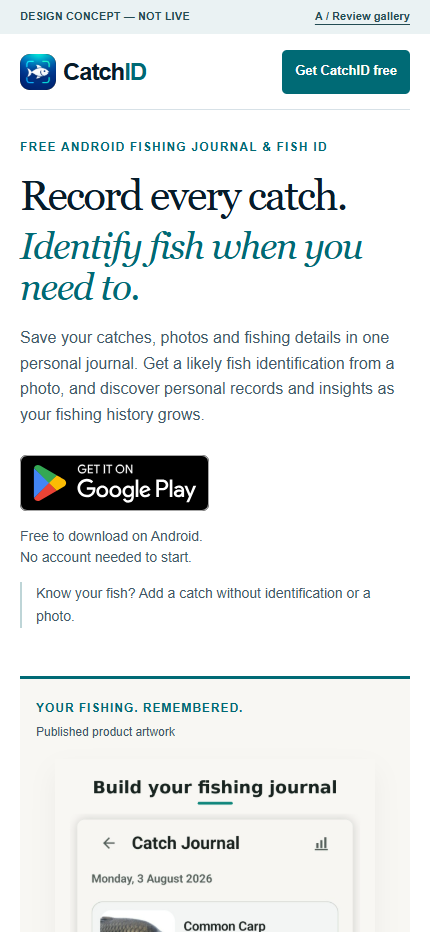 DESIGN CONCEPT — NOT LIVE
A / Review gallery
CatchID
Get CatchID free
FREE ANDROID FISHING JOURNAL & FISH ID
Record every catch.
Identify fish when you
need to.
Save your catches, photos and fishing details in one
personal journal. Get a likely fish identification from a
photo, and discover personal records and insights as
your fishing history grows.
GET IT ON
Google Play
Free to download on Android.
No account needed to start.
Know your fish? Add a catch without identification or a
photo.
YOUR FISHING. REMEMBERED.
Published product artwork
Build your fishing journal
Catch Journal
Monday, 3 August 2026
Common Carp